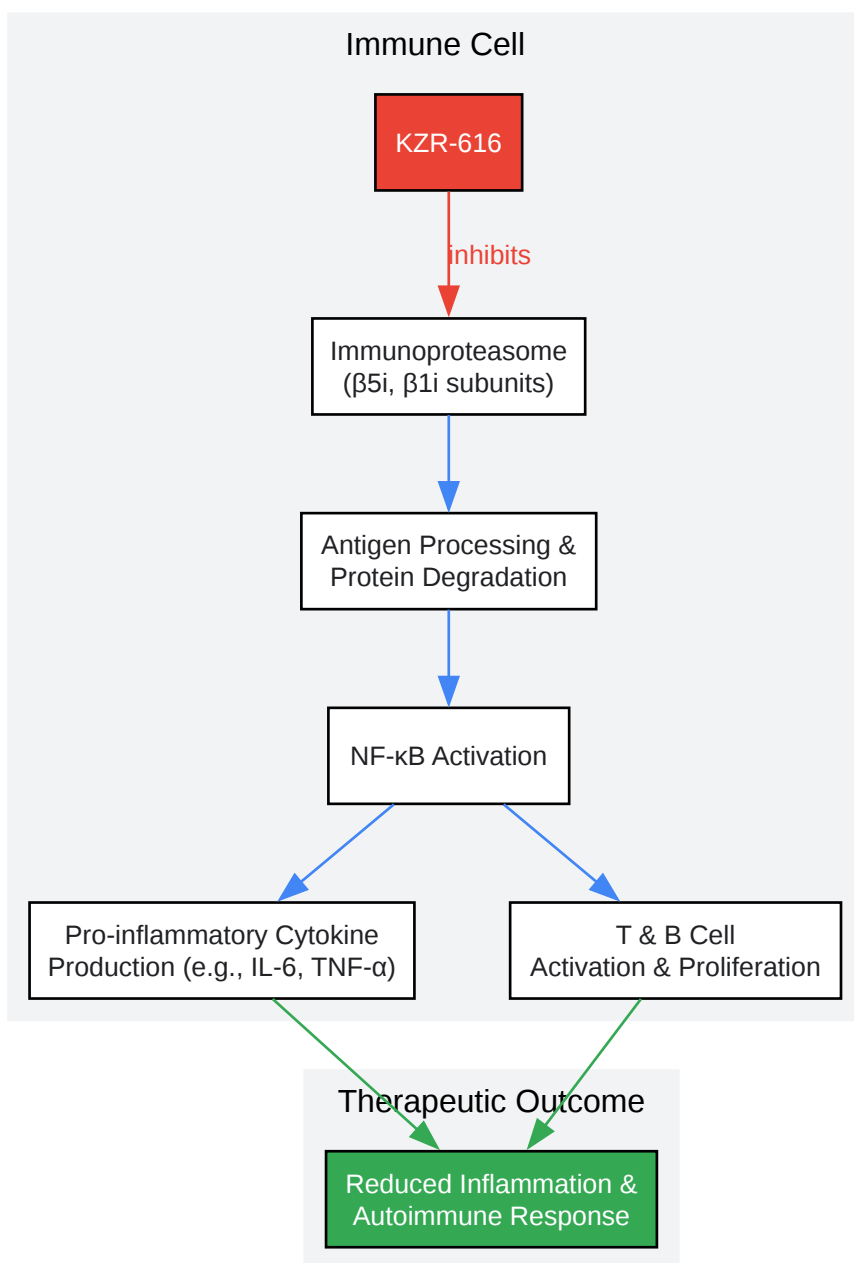 Immune Cell
KZR-616
inhibits
Immunoproteasome
(β5i, β1i subunits)
Antigen Processing &
Protein Degradation
NF-κB Activation
Pro-inflammatory Cytokine
Production (e.g., IL-6, TNF-α)
T & B Cell
Activation & Proliferation
Therapeutic Outcome
Reduced Inflammation &
Autoimmune Response